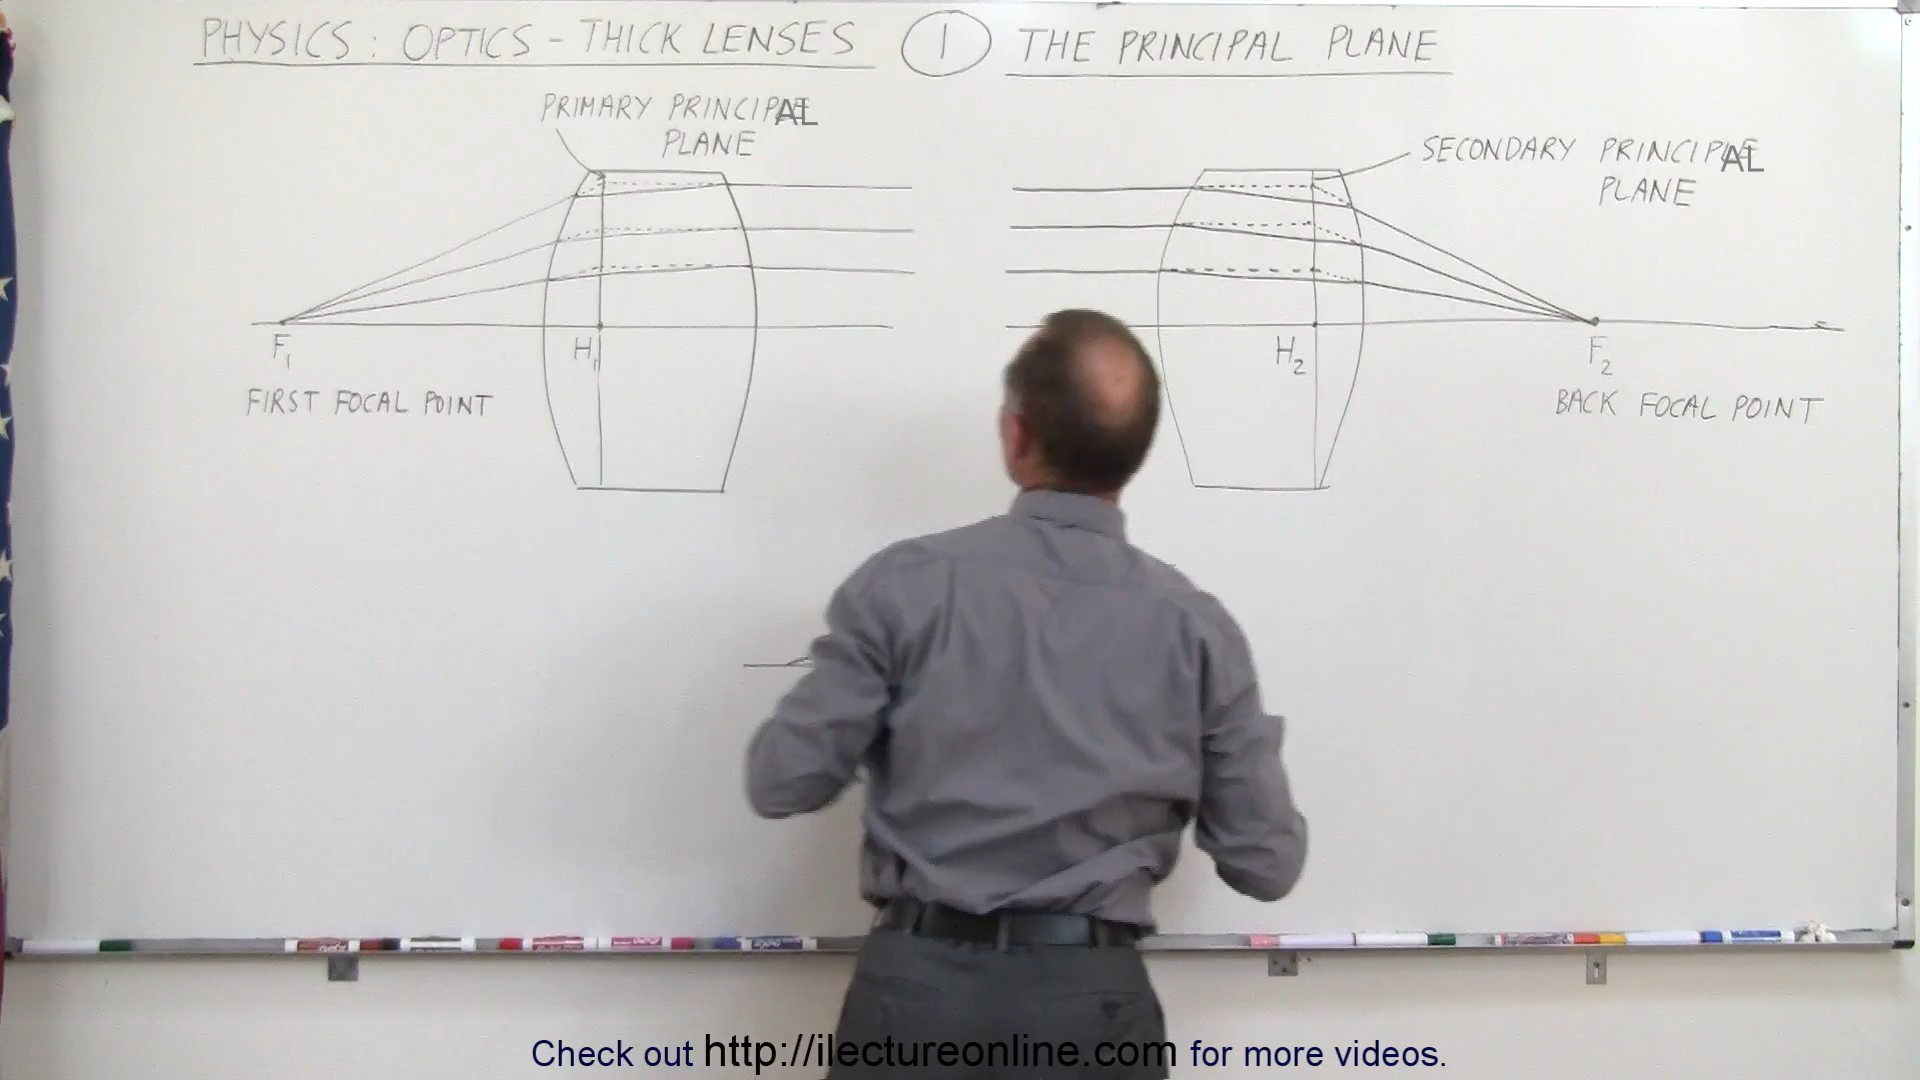 PHYSICS: OPTICS - THICK LENSES 1 THE PRINCIPAL PLANE
PRIMARY PRINCIPAL
PLANE
SECONDARY PRINCIPAL
PLANE
F1
H1
H2
F2
FIRST FOCAL POINT
BACK FOCAL POINT
Check out http://ilectureonline.com for more videos.